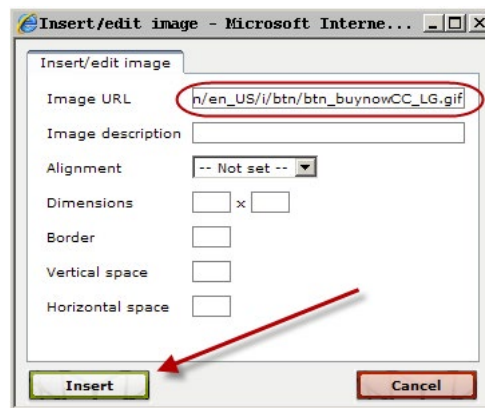 Insert/edit image - Microsoft Interne...
Insert/edit image
Image URL n/en_US/i/btn/btn_buynowCC_LG.gif
Image description
Alignment -- Not set --
Dimensions x
Border
Vertical space
Horizontal space
Insert Cancel